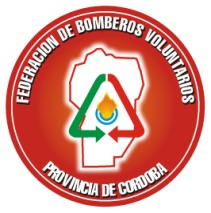 FEDERACION DE BOMBEROS VOLUNTARIOS
PROVINCIA DE CORDOBA